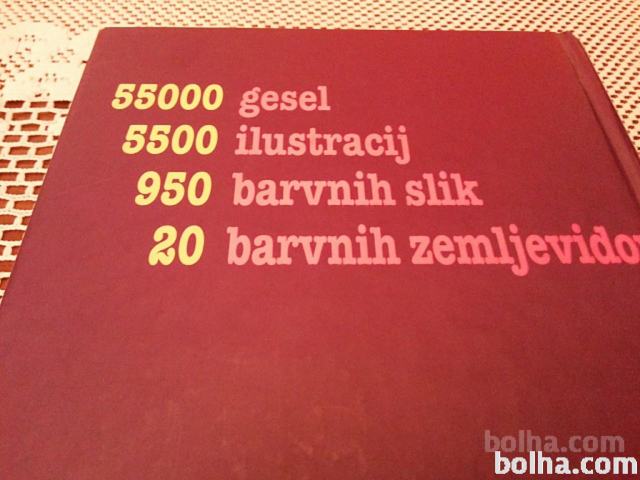 55000 gesel
5500 ilustracij
950 barvnih slik
20 barvnih zemljevidov
bolha.com
bolha.com